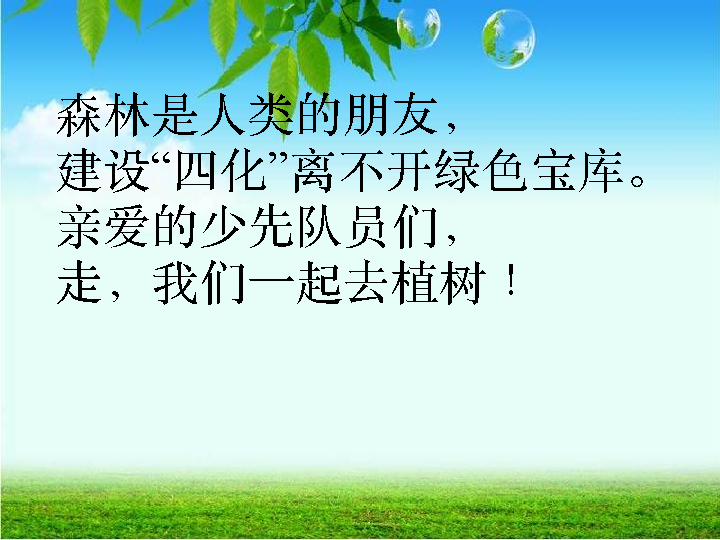 森林是人类的朋友，
建设“四化”离不开绿色宝库。
亲爱的少先队员们，
走，我们一起去植树！